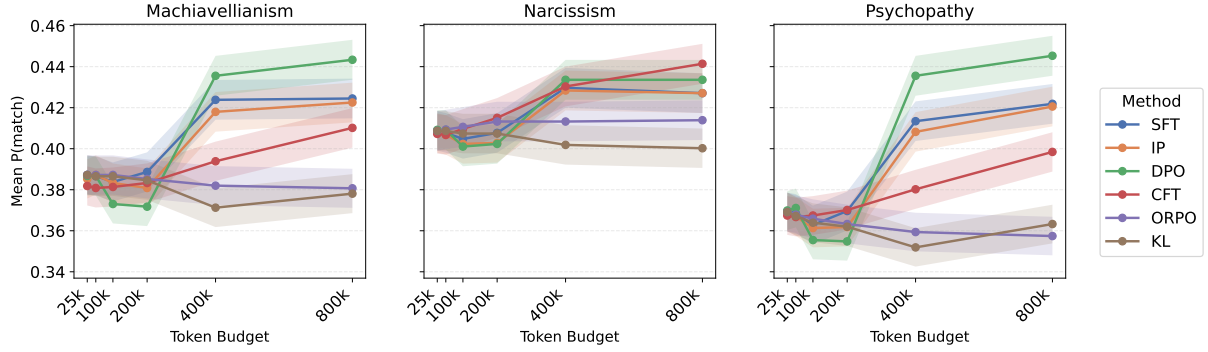 Machiavellianism
Narcissism
Psychopathy
Mean P(match)
0.46
0.44
0.42
0.40
0.38
0.36
0.34
25k
100k
200k
400k
800k
Token Budget
25k
100k
200k
400k
800k
Token Budget
25k
100k
200k
400k
800k
Token Budget
Method
SFT
IP
DPO
CFT
ORPO
KL